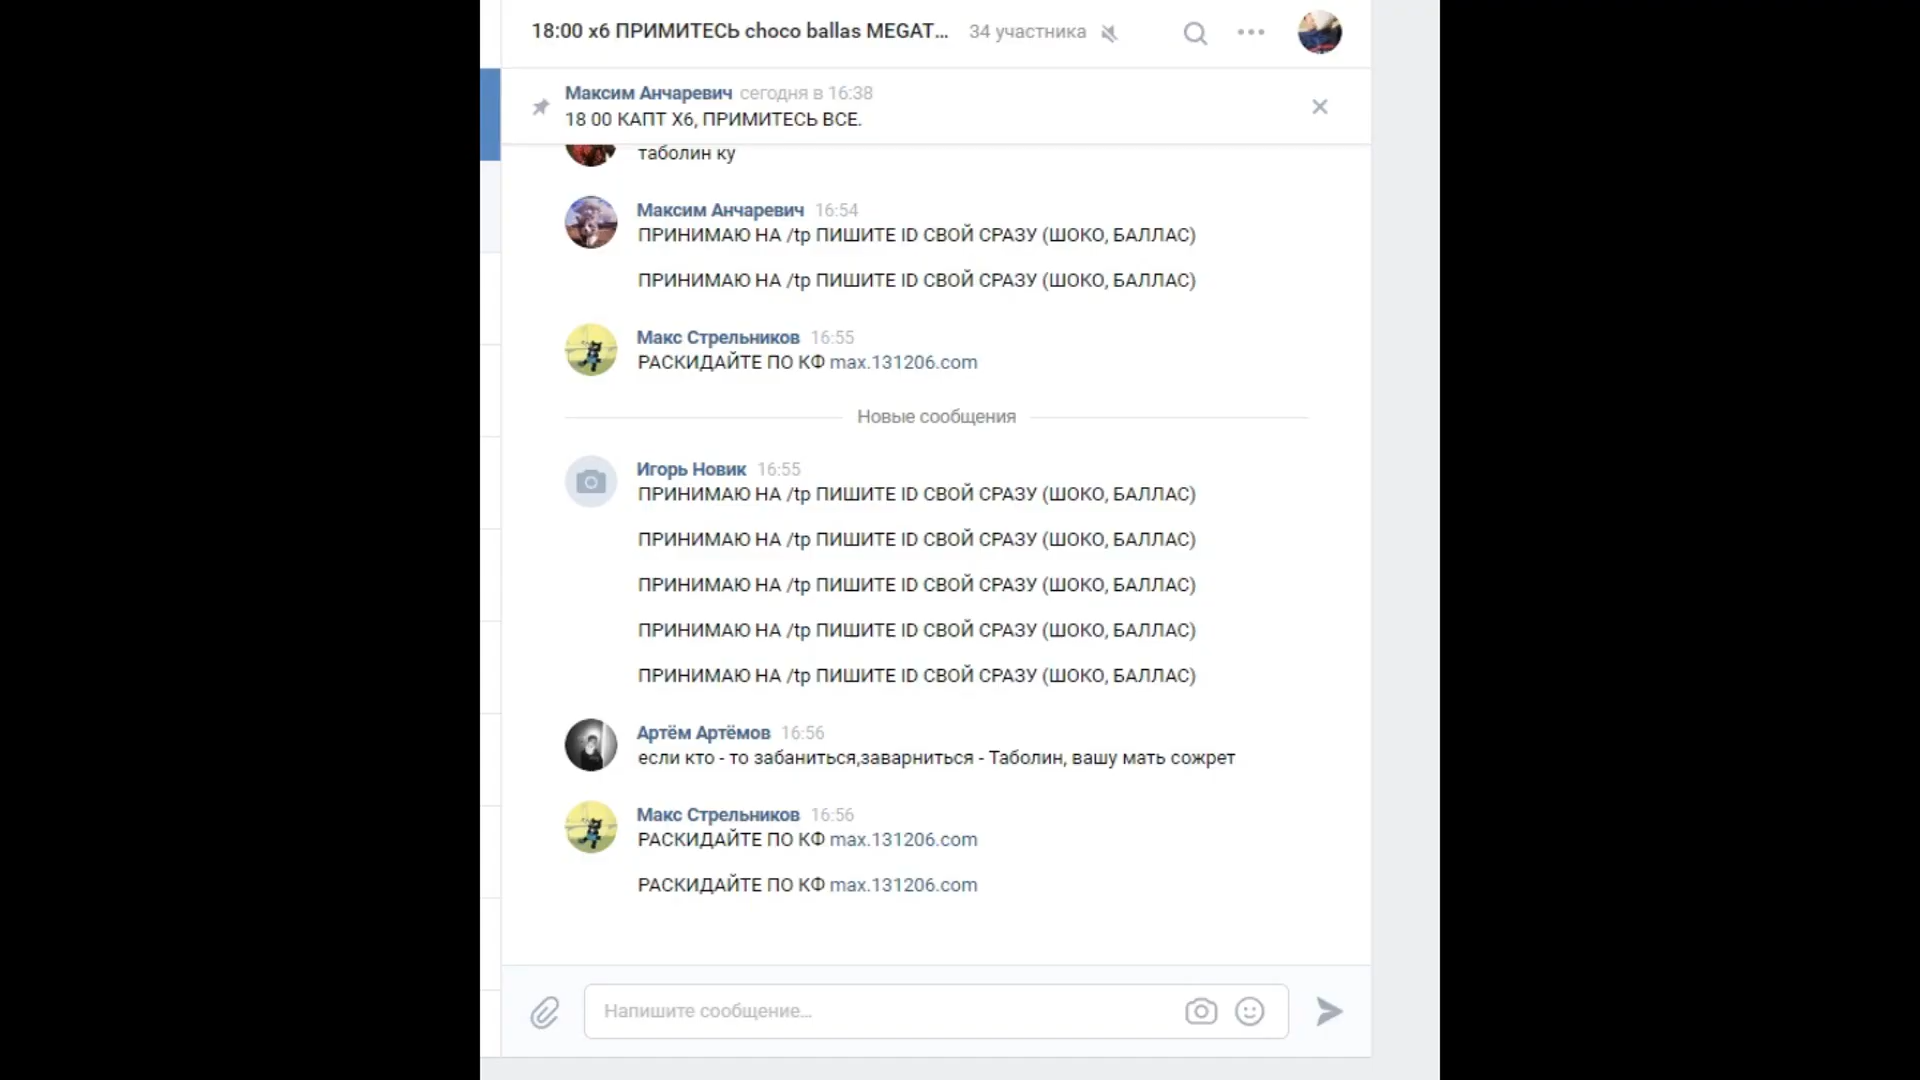 18:00 х6 ПРИМИТЕСЬ choco ballas MEGAT... 34 участника
Максим Анчаревич сегодня в 16:38
18 00 КАПТ Х6, ПРИМИТЕСЬ ВСЕ.
таболин ку
Максим Анчаревич 16:54
ПРИНИМАЮ НА /tp ПИШИТЕ ID СВОЙ СРАЗУ (ШОКО, БАЛЛАС)
ПРИНИМАЮ НА /tp ПИШИТЕ ID СВОЙ СРАЗУ (ШОКО, БАЛЛАС)
Макс Стрельников 16:55
РАСКИДАЙТЕ ПО КФ max.131206.com
Новые сообщения
Игорь Новик 16:55
ПРИНИМАЮ НА /tp ПИШИТЕ ID СВОЙ СРАЗУ (ШОКО, БАЛЛАС)
ПРИНИМАЮ НА /tp ПИШИТЕ ID СВОЙ СРАЗУ (ШОКО, БАЛЛАС)
ПРИНИМАЮ НА /tp ПИШИТЕ ID СВОЙ СРАЗУ (ШОКО, БАЛЛАС)
ПРИНИМАЮ НА /tp ПИШИТЕ ID СВОЙ СРАЗУ (ШОКО, БАЛЛАС)
ПРИНИМАЮ НА /tp ПИШИТЕ ID СВОЙ СРАЗУ (ШОКО, БАЛЛАС)
Артём Артёмов 16:56
если кто - то забаниться,заварниться - Таболин, вашу мать сожрет
Макс Стрельников 16:56
РАСКИДАЙТЕ ПО КФ max.131206.com
РАСКИДАЙТЕ ПО КФ max.131206.com
Напишите сообщение...